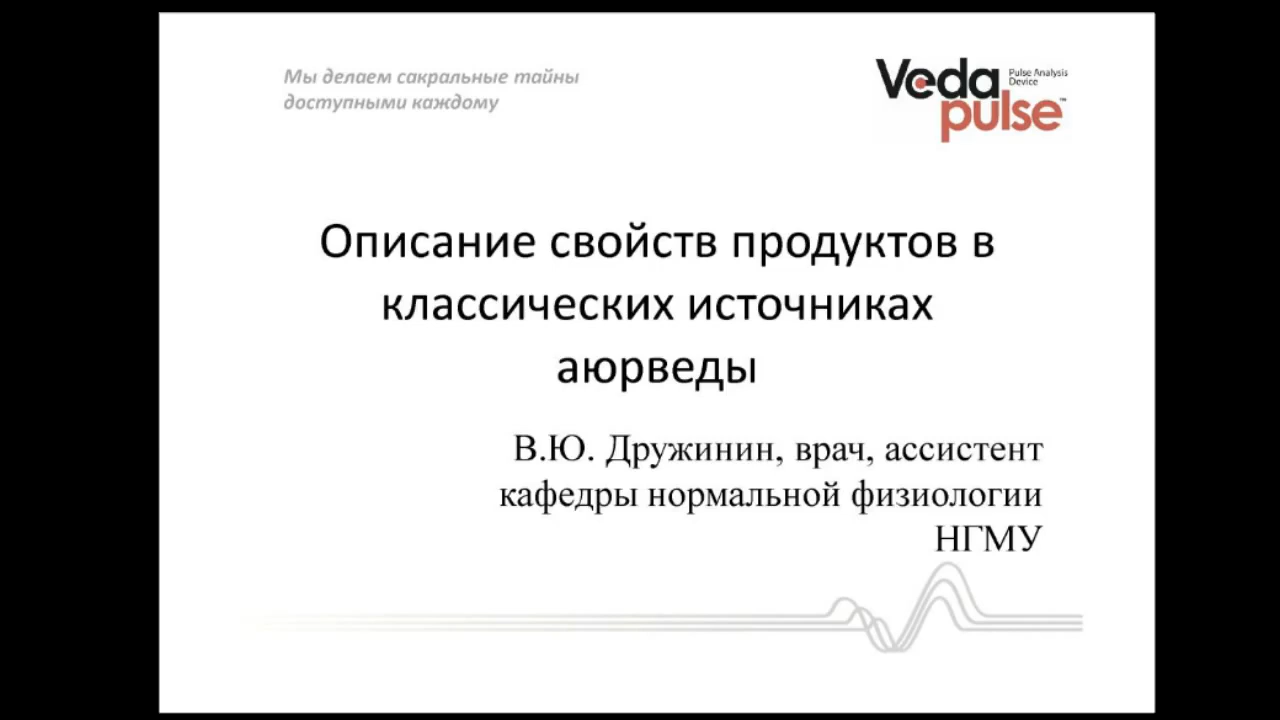 Мы делаем сакральные тайны
доступными каждому
Veda
pulse™
Pulse Analysis
Device
Описание свойств продуктов в
классических источниках
аюрведы
В.Ю. Дружинин, врач, ассистент
кафедры нормальной физиологии
НГМУ